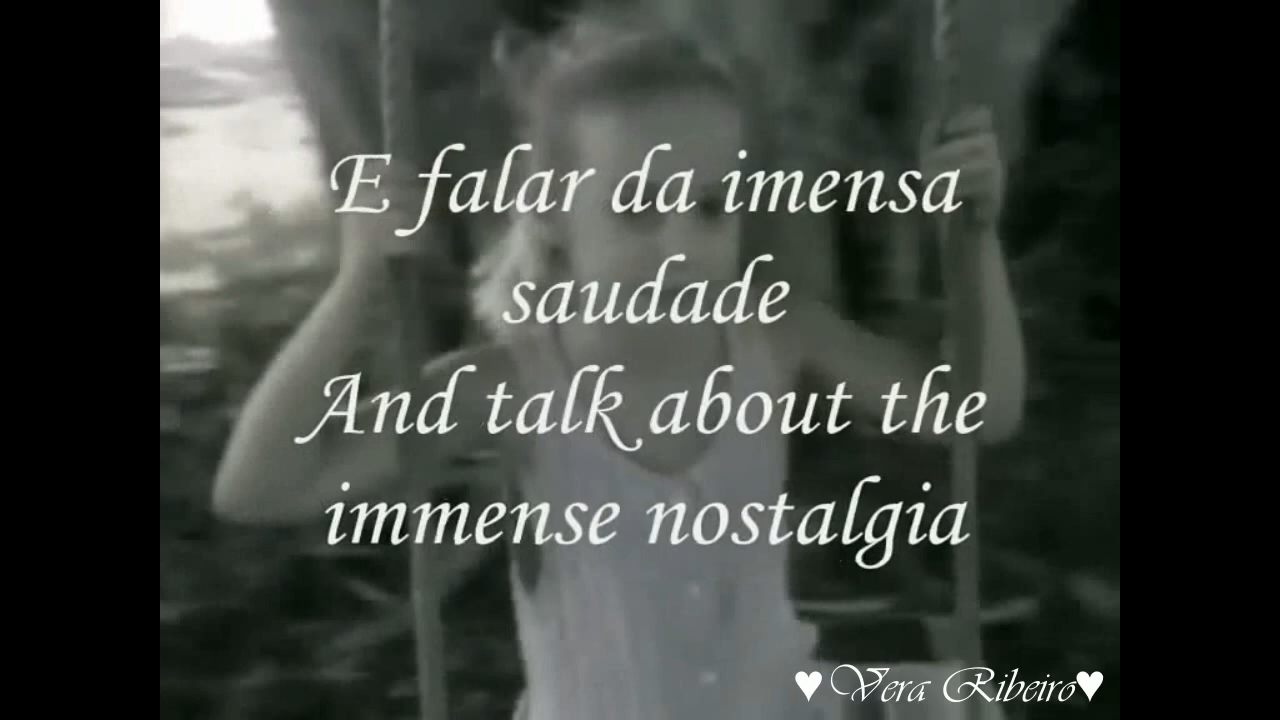 E falar da imensa
saudade
And talk about the
immense nostalgia
♥Vera Ribeiro♥